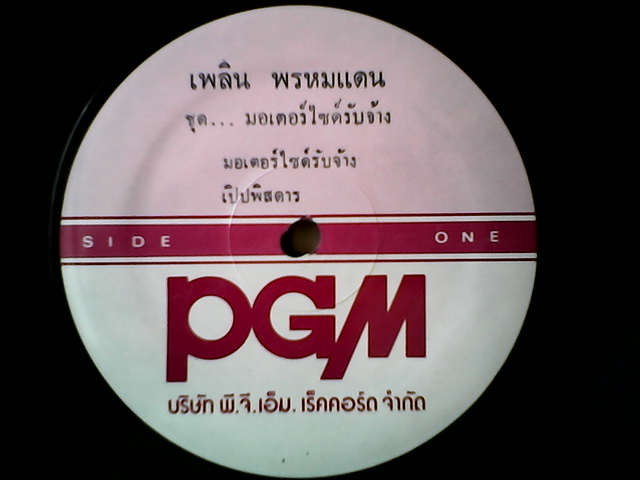 เพลิน พรหมแดน
ชุด... มอเตอร์ไซด์รับจ้าง
มอเตอร์ไซด์รับจ้าง
เปิปพิสดาร
SIDE ONE
PGM
บริษัท พี.จี.เอ็ม. เร็คคอร์ด จำกัด